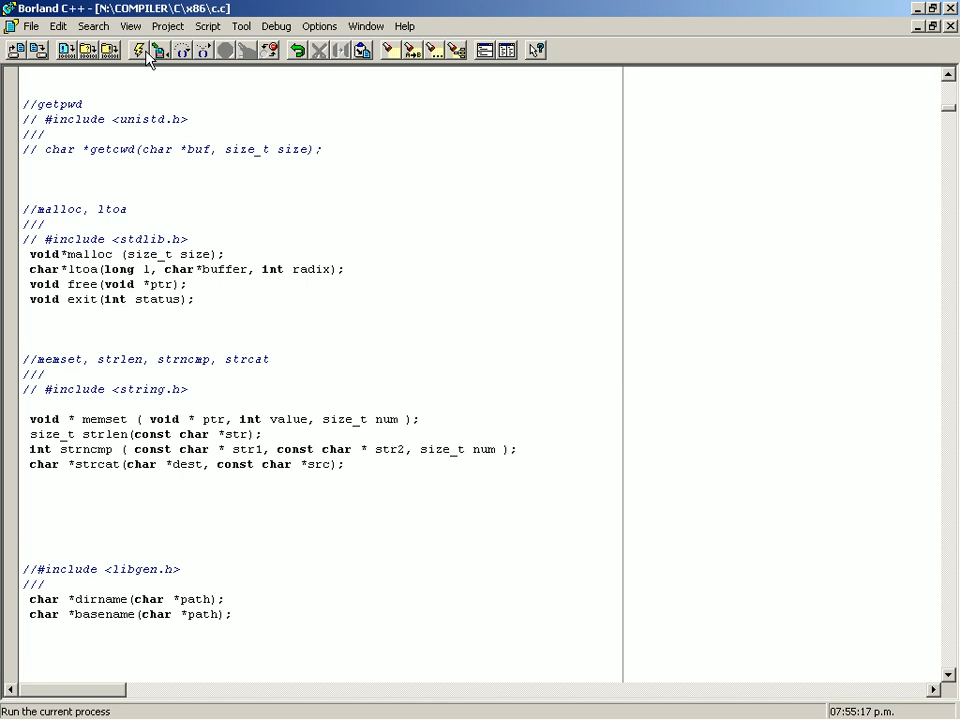 Borland C++ - [N:\COMPILER\C\x86\c.c]
File Edit Search View Project Script Tool Debug Options Window Help
//getpwd
// #include <unistd.h>
///
// char *getcwd(char *buf, size_t size);
//malloc, ltoa
///
// #include <stdlib.h>
void*malloc (size_t size);
char*ltoa(long l, char*buffer, int radix);
void free(void *ptr);
void exit(int status);
//memset, strlen, strncmp, strcat
///
// #include <string.h>
void * memset ( void * ptr, int value, size_t num );
size_t strlen(const char *str);
int strncmp ( const char * str1, const char * str2, size_t num );
char *strcat(char *dest, const char *src);
//#include <libgen.h>
///
char *dirname(char *path);
char *basename(char *path);
Run the current process
07:55:17 p.m.